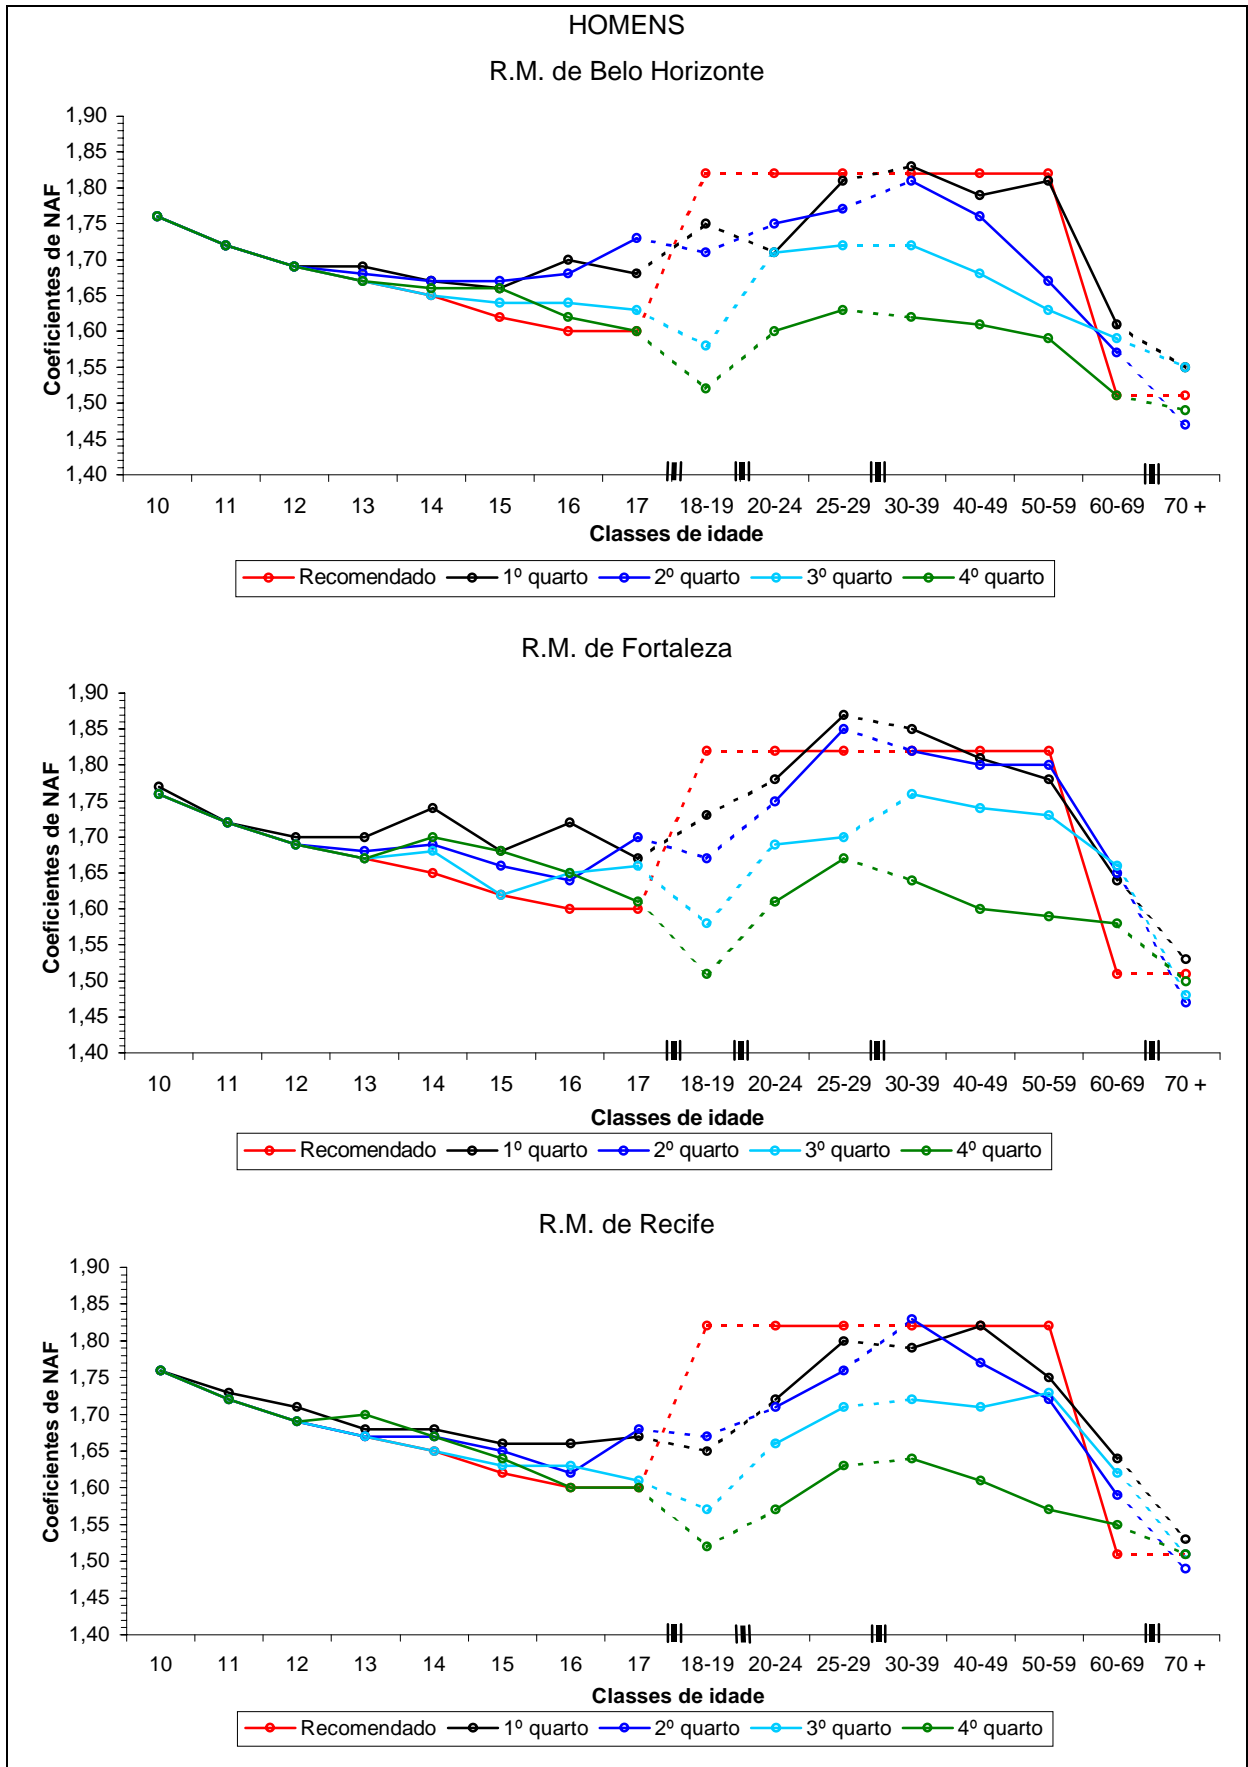 HOMENS
R.M. de Belo Horizonte
Coeficientes de NAF
1,90
1,85
1,80
1,75
1,70
1,65
1,60
1,55
1,50
1,45
1,40
10 11 12 13 14 15 16 17 18-19 20-24 25-29 30-39 40-49 50-59 60-69 70 +
Classes de idade
Recomendado 1º quarto 2º quarto 3º quarto 4º quarto
R.M. de Fortaleza
Coeficientes de NAF
1,90
1,85
1,80
1,75
1,70
1,65
1,60
1,55
1,50
1,45
1,40
10 11 12 13 14 15 16 17 18-19 20-24 25-29 30-39 40-49 50-59 60-69 70 +
Classes de idade
Recomendado 1º quarto 2º quarto 3º quarto 4º quarto
R.M. de Recife
Coeficientes de NAF
1,90
1,85
1,80
1,75
1,70
1,65
1,60
1,55
1,50
1,45
1,40
10 11 12 13 14 15 16 17 18-19 20-24 25-29 30-39 40-49 50-59 60-69 70 +
Classes de idade
Recomendado 1º quarto 2º quarto 3º quarto 4º quarto